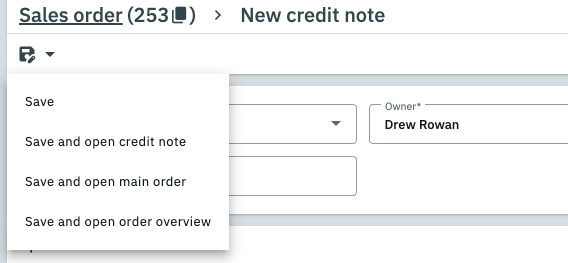 Sales order (253) > New credit note
Save
Save and open credit note
Save and open main order
Save and open order overview
Owner*
Drew Rowan